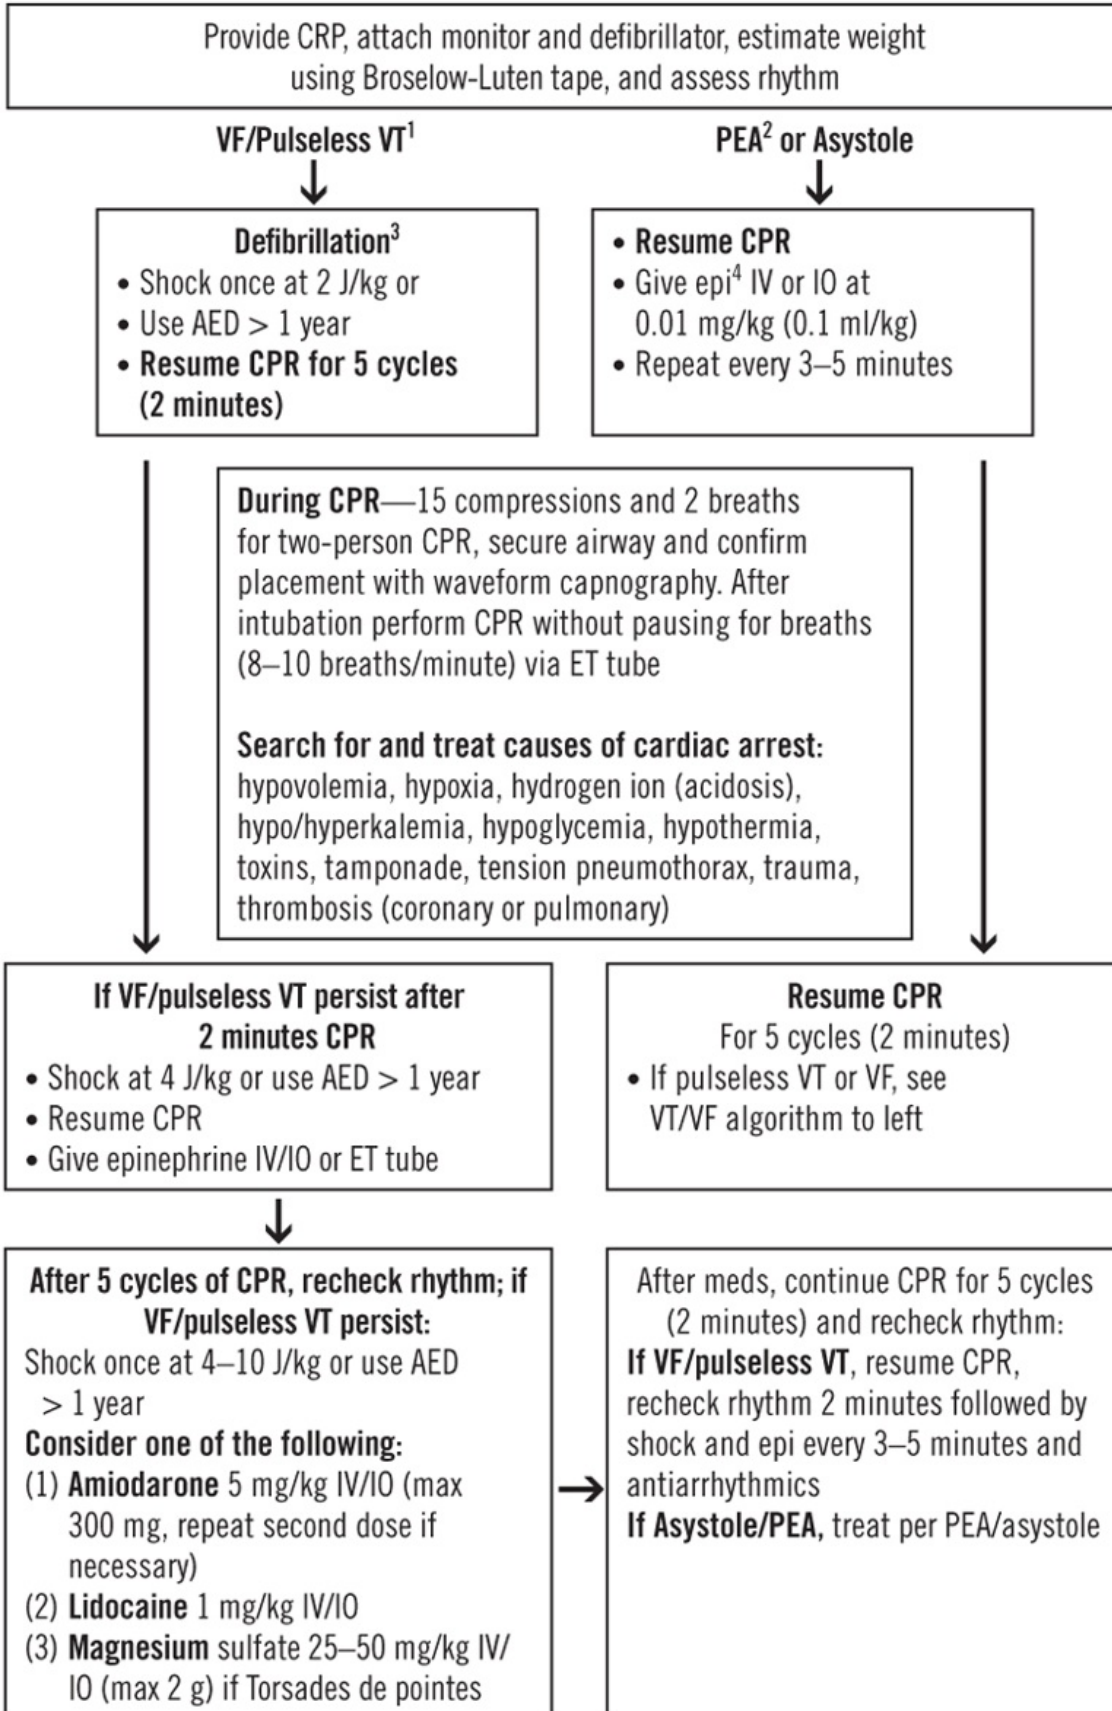 Provide CRP, attach monitor and defibrillator, estimate weight
using Broselow-Luten tape, and assess rhythm
VF/Pulseless VT¹
Defibrillation³
• Shock once at 2 J/kg or
• Use AED > 1 year
• Resume CPR for 5 cycles
(2 minutes)
PEA² or Asystole
• Resume CPR
• Give epi⁴ IV or IO at
0.01 mg/kg (0.1 ml/kg)
• Repeat every 3–5 minutes
During CPR—15 compressions and 2 breaths
for two-person CPR, secure airway and confirm
placement with waveform capnography. After
intubation perform CPR without pausing for breaths
(8–10 breaths/minute) via ET tube
Search for and treat causes of cardiac arrest:
hypovolemia, hypoxia, hydrogen ion (acidosis),
hypo/hyperkalemia, hypoglycemia, hypothermia,
toxins, tamponade, tension pneumothorax, trauma,
thrombosis (coronary or pulmonary)
If VF/pulseless VT persist after
2 minutes CPR
• Shock at 4 J/kg or use AED > 1 year
• Resume CPR
• Give epinephrine IV/IO or ET tube
Resume CPR
For 5 cycles (2 minutes)
• If pulseless VT or VF, see
VT/VF algorithm to left
After 5 cycles of CPR, recheck rhythm; if
VF/pulseless VT persist:
Shock once at 4–10 J/kg or use AED
> 1 year
Consider one of the following:
(1) Amiodarone 5 mg/kg IV/IO (max
300 mg, repeat second dose if
necessary)
(2) Lidocaine 1 mg/kg IV/IO
(3) Magnesium sulfate 25–50 mg/kg IV/
IO (max 2 g) if Torsades de pointes
After meds, continue CPR for 5 cycles
(2 minutes) and recheck rhythm:
If VF/pulseless VT, resume CPR,
recheck rhythm 2 minutes followed by
shock and epi every 3–5 minutes and
antiarrhythmics
If Asystole/PEA, treat per PEA/asystole